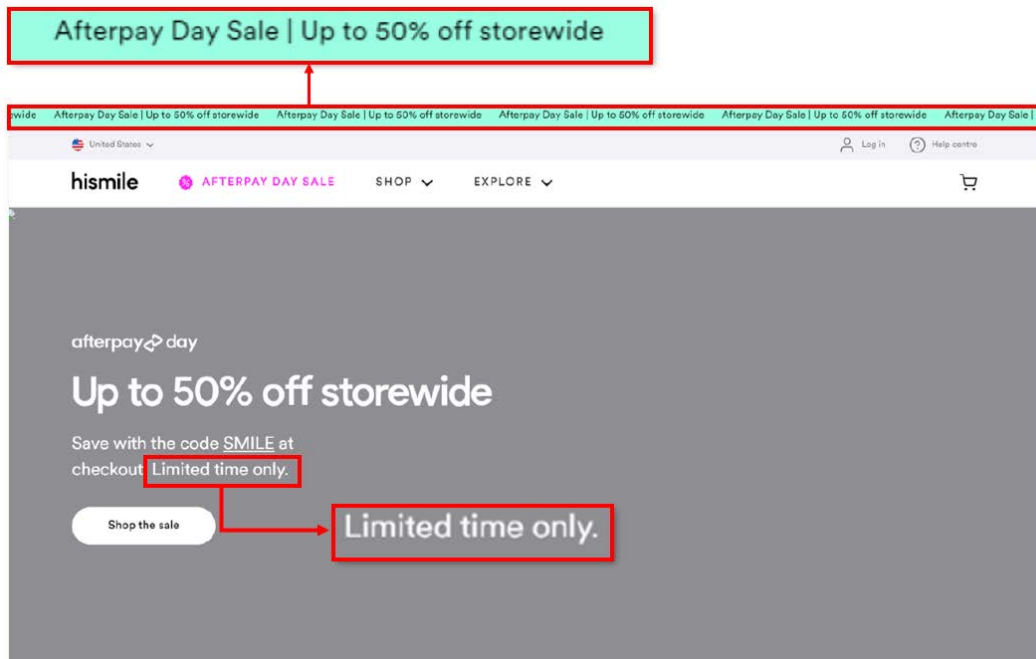 Afterpay Day Sale | Up to 50% off storewide
ewide Afterpay Day Sale | Up to 50% off storewide Afterpay Day Sale | Up to 50% off storewide Afterpay Day Sale | Up to 50% off storewide Afterpay Day Sale | Up to 50% off storewide Afterpay Day Sale |
United States Log in ? Help centre
hismile % AFTERPAY DAY SALE SHOP EXPLORE
afterpay day
Up to 50% off storewide
Save with the code SMILE at
checkout Limited time only.
Shop the sale
Limited time only.